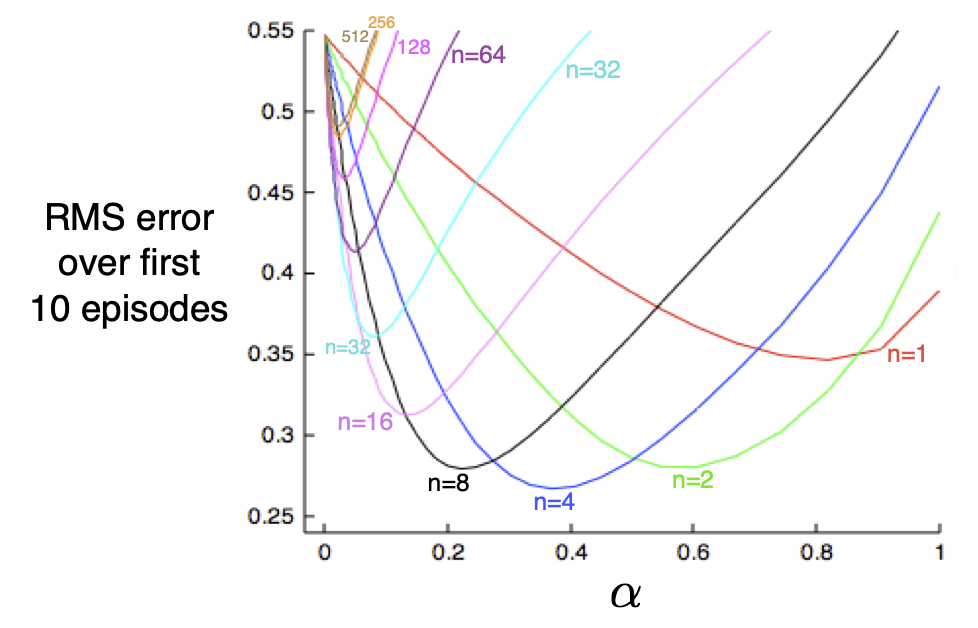 RMS error
over first
10 episodes
0.55
0.5
0.45
0.4
0.35
0.3
0.25
512
256
128
n=64
n=32
n=32
n=16
n=8
n=4
n=2
n=1
0
0.2
0.4
0.6
0.8
1
α